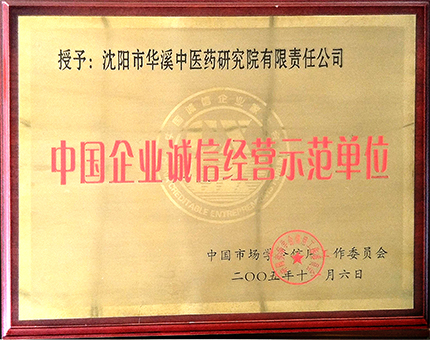 授予：沈阳市华溪中医药研究院有限责任公司
中国企业诚信经营示范单位
CREDITABLE ENTERPRISE
中国市场学会信用工作委员会
二〇〇五年十一月六日